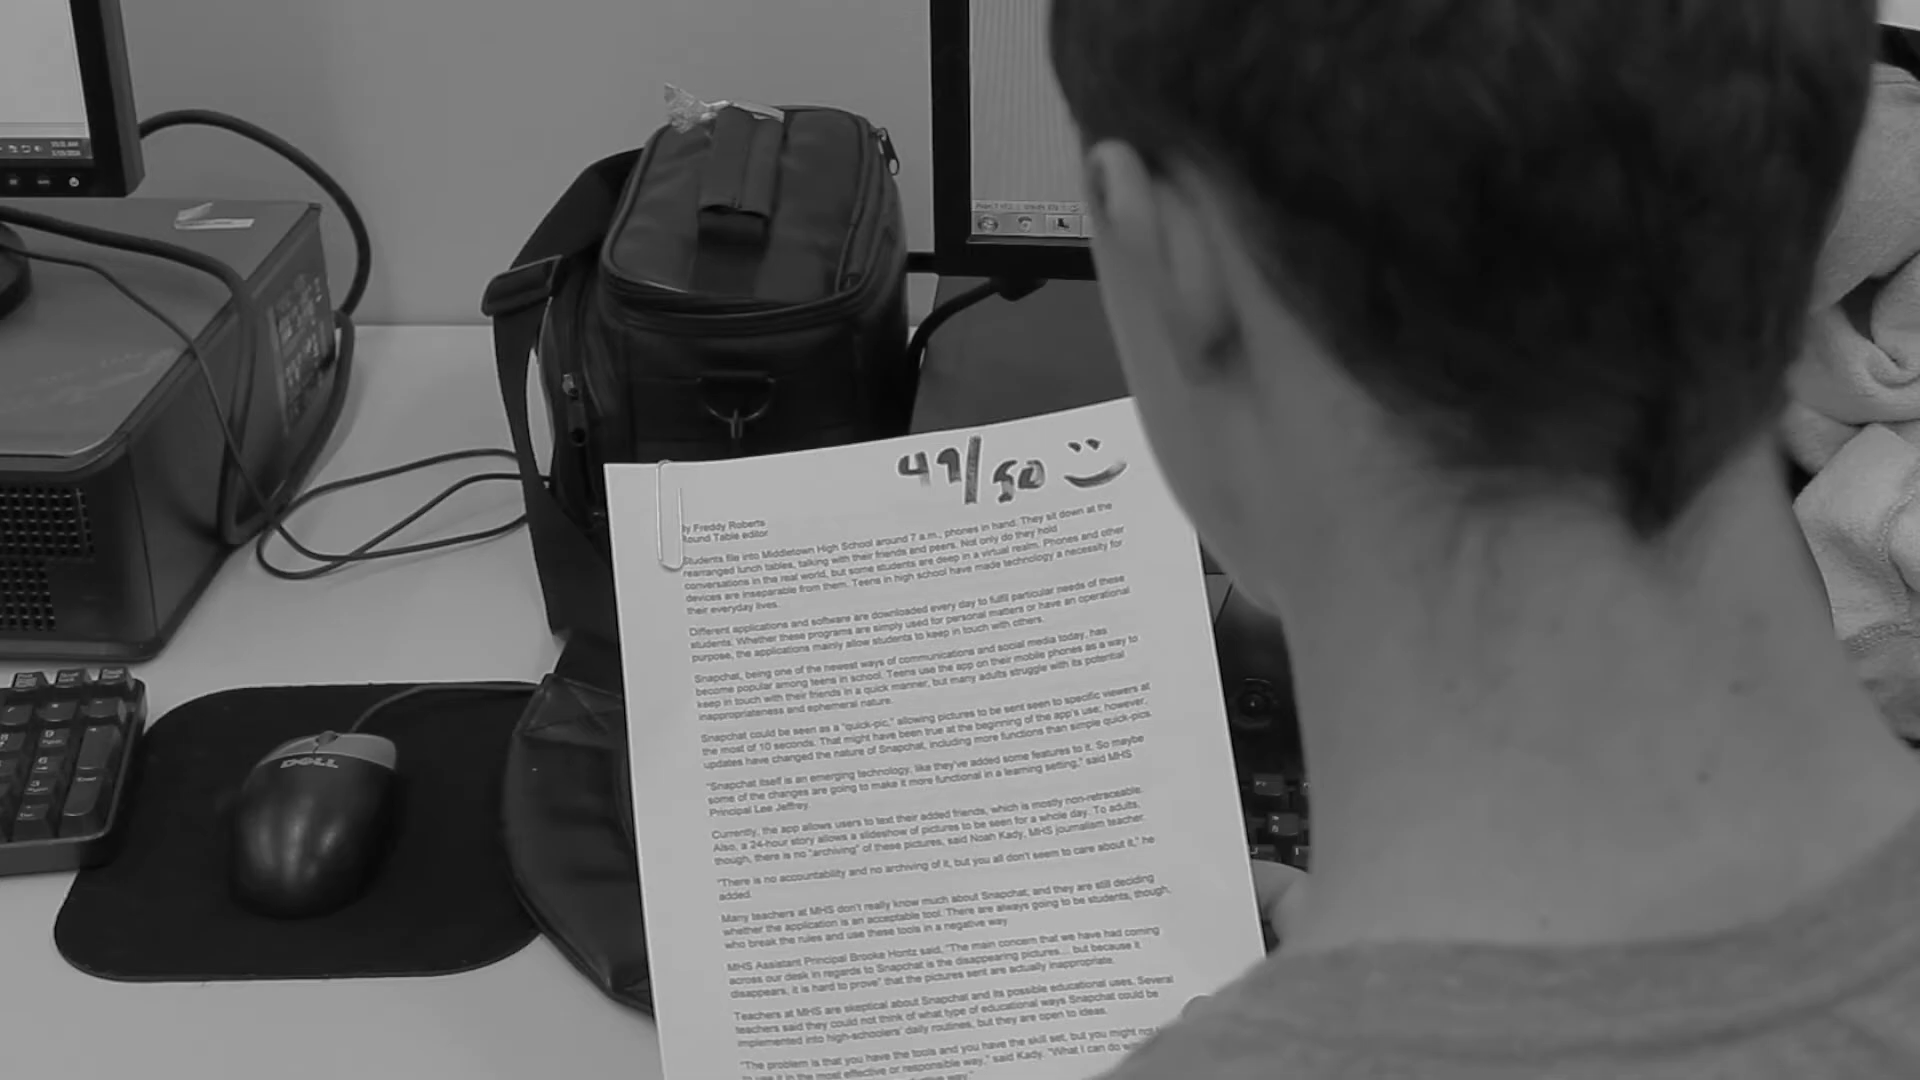 49/50
by Freddy Roberts
Round Table editor
Students file into Middletown High School around 7 a.m.; phones in hand. They sit down at the
rearranged lunch tables, talking with their friends and peers. Not only do they hold
conversations in the real world, but some students are deep in a virtual realm. Phones and other
devices are inseparable from them. Teens in high school have made technology a necessity for
their everyday lives.
Different applications and software are downloaded every day to fulfill particular needs of these
students. Whether these programs are simply used for personal matters or have an operational
purpose, the applications mainly allow students to keep in touch with others.
Snapchat, being one of the newest ways of communications and social media today, has
become popular among teens in school. Teens use the app on their mobile phones as a way to
keep in touch with their friends in a quick manner, but many adults struggle with its potential
inappropriateness and ephemeral nature.
Snapchat could be seen as a "quick-pic," allowing pictures to be sent seen to specific viewers at
the most of 10 seconds. That might have been true at the beginning of the app's use; however,
updates have changed the nature of Snapchat, including more functions than simple quick-pics.
"Snapchat itself is an emerging technology, like they've added some features to it. So maybe
some of the changes are going to make it more functional in a learning setting," said MHS
Principal Lee Jeffrey.
Currently, the app allows users to text their added friends, which is mostly non-retraceable.
Also, a 24-hour story allows a slideshow of pictures to be seen for a whole day. To adults,
though, there is no "archiving" of these pictures, said Noah Kady, MHS journalism teacher.
"There is no accountability and no archiving of it, but you all don't seem to care about it," he
added.
Many teachers at MHS don't really know much about Snapchat, and they are still deciding
whether the application is an acceptable tool. There are always going to be students, though,
who break the rules and use these tools in a negative way
MHS Assistant Principal Brooke Hontz said, "The main concern that we have had coming
across our desk in regards to Snapchat is the disappearing pictures... but because it
disappears, it is hard to prove" that the pictures sent are actually inappropriate.
Teachers at MHS are skeptical about Snapchat and its possible educational uses. Several
teachers said they could not think of what type of educational ways Snapchat could be
implemented into high-schoolers' daily routines, but they are open to ideas.
"The problem is that you have the tools and you have the skill set, but you might not
to use it in the most effective or responsible way," said Kady. "What I can do
DELL